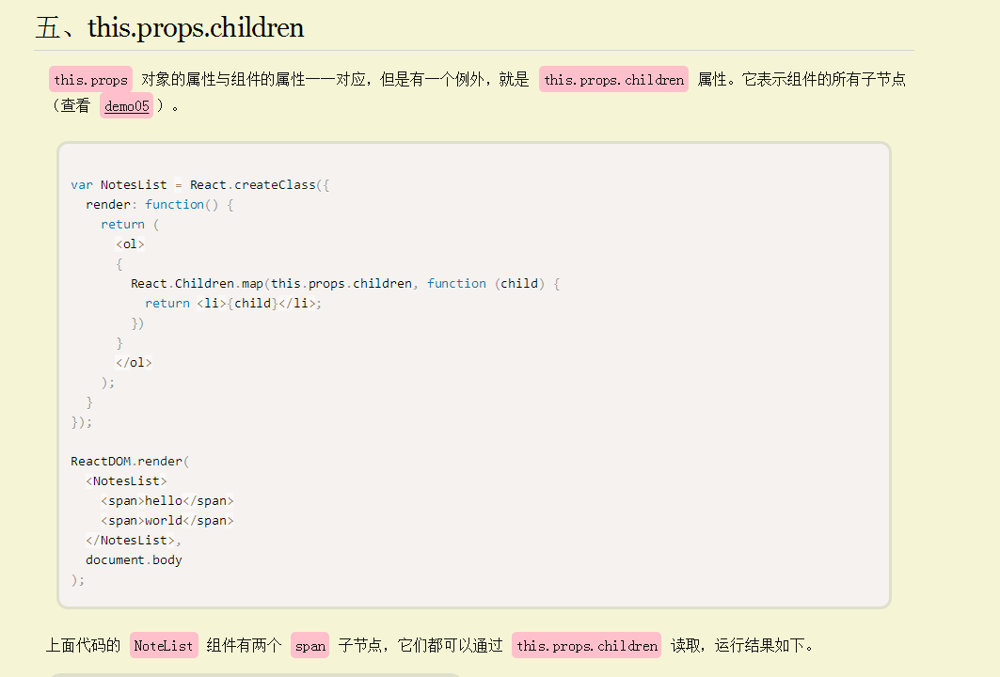 五、this.props.children
this.props 对象的属性与组件的属性一一对应，但是有一个例外，就是 this.props.children 属性。它表示组件的所有子节点
（查看 demo05 ）。
var NotesList = React.createClass({
  render: function() {
    return (
      <ol>
      {
        React.Children.map(this.props.children, function (child) {
          return <li>{child}</li>;
        })
      }
      </ol>
    );
  }
});
ReactDOM.render(
  <NotesList>
    <span>hello</span>
    <span>world</span>
  </NotesList>,
  document.body
);
上面代码的 NoteList 组件有两个 span 子节点，它们都可以通过 this.props.children 读取，运行结果如下。